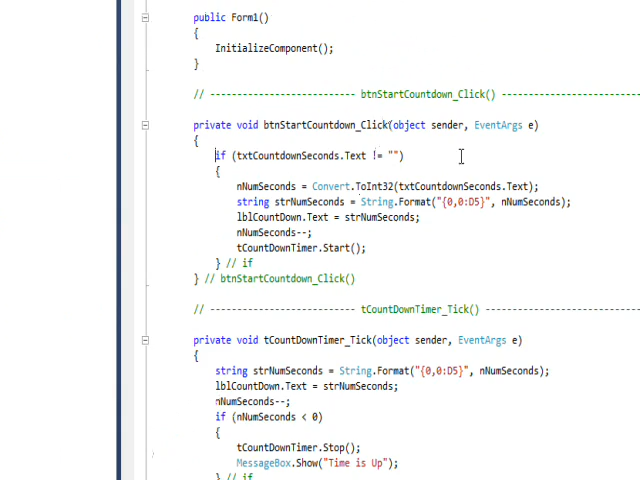 public Form1()
{
InitializeComponent();
}
// --------------------------- btnStartCountdown_Click() --------------------------
private void btnStartCountdown_Click(object sender, EventArgs e)
{
if (txtCountdownSeconds.Text != "")
{
nNumSeconds = Convert.ToInt32(txtCountdownSeconds.Text);
string strNumSeconds = String.Format("{0,0:D5}", nNumSeconds);
lblCountDown.Text = strNumSeconds;
nNumSeconds--;
tCountDownTimer.Start();
} // if
} // btnStartCountdown_Click()
// --------------------------- tCountDownTimer_Tick() -----------------------------
private void tCountDownTimer_Tick(object sender, EventArgs e)
{
string strNumSeconds = String.Format("{0,0:D5}", nNumSeconds);
lblCountDown.Text = strNumSeconds;
nNumSeconds--;
if (nNumSeconds < 0)
{
tCountDownTimer.Stop();
MessageBox.Show("Time is Up");
} // if